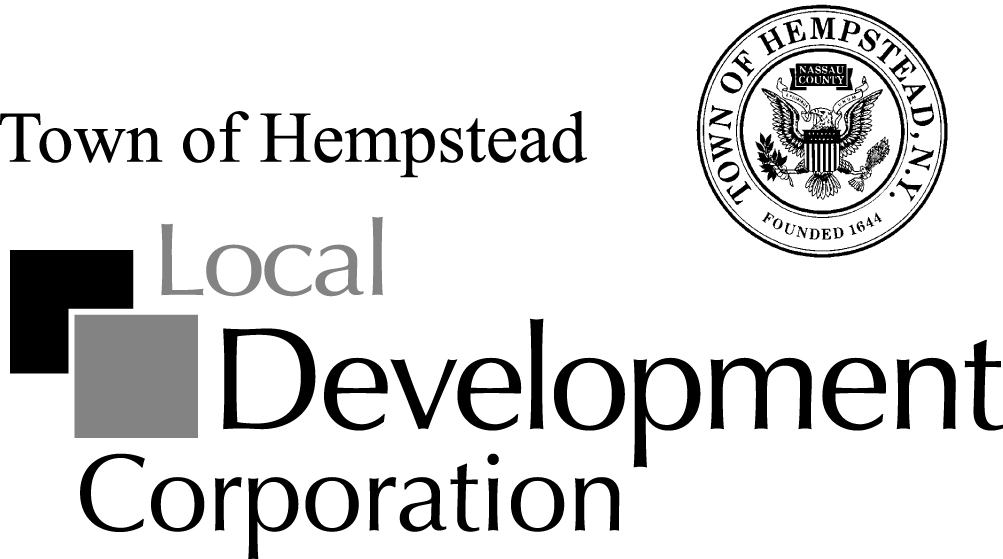 TOWN OF HEMPSTEAD, N.Y.
NASSAU
COUNTY
FOUNDED 1644
Town of Hempstead
Local
Development
Corporation